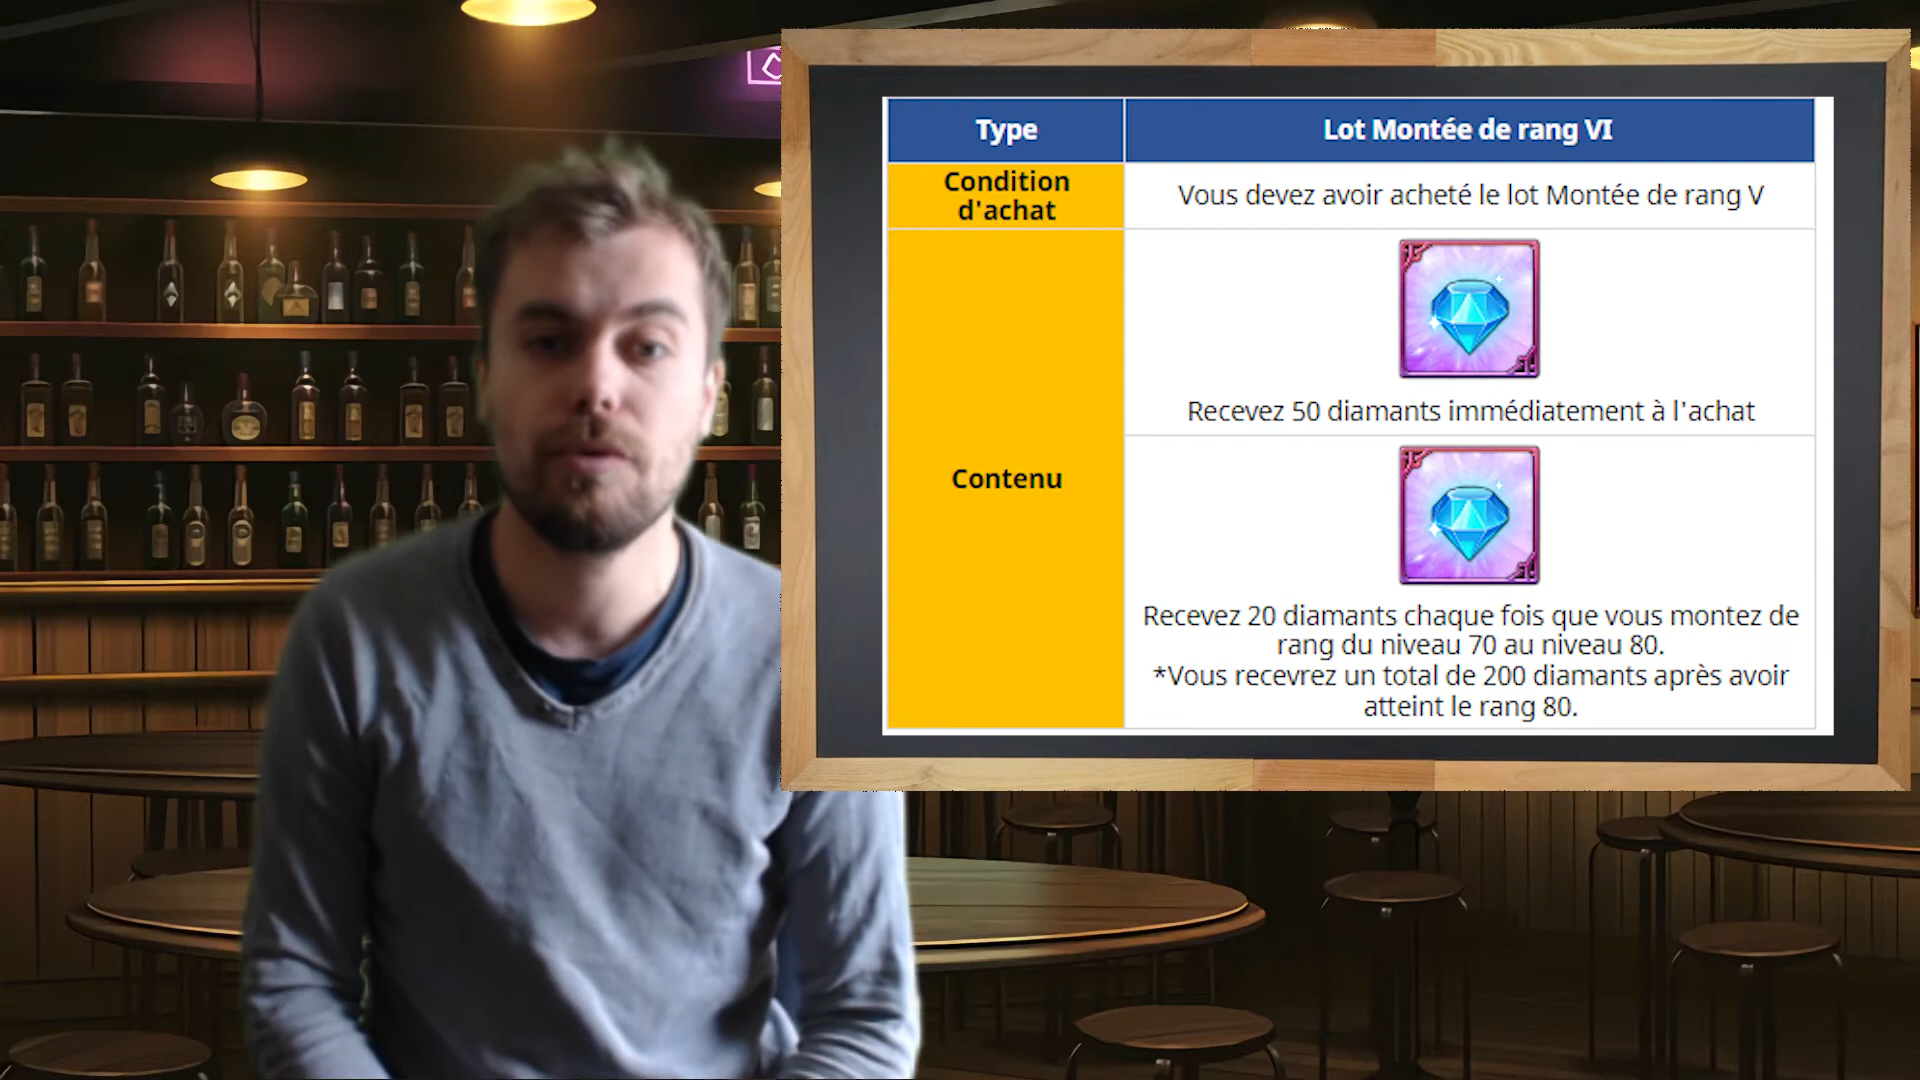 Type
Lot Montée de rang VI
Condition
d'achat
Vous devez avoir acheté le lot Montée de rang V
Contenu
Recevez 50 diamants immédiatement à l'achat
Recevez 20 diamants chaque fois que vous montez de
rang du niveau 70 au niveau 80.
*Vous recevrez un total de 200 diamants après avoir
atteint le rang 80.